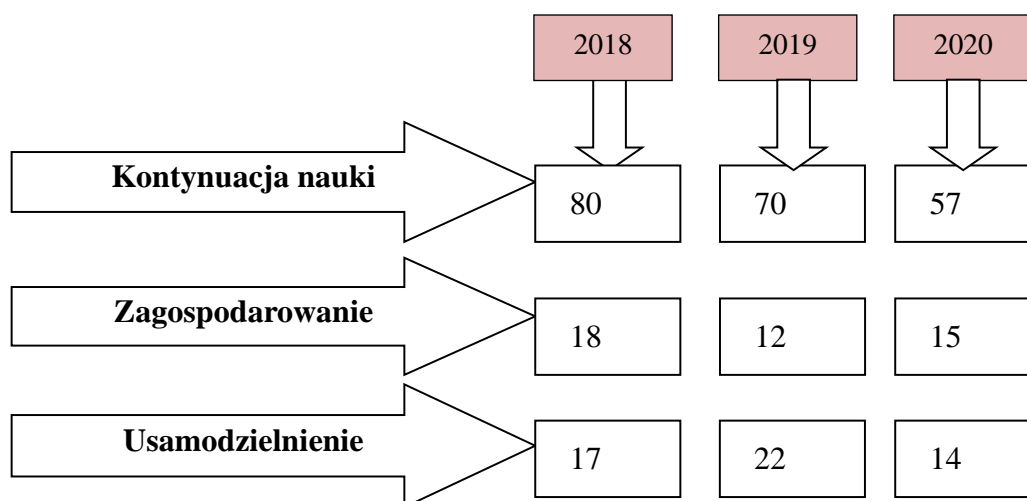 2018 2019 2020
Kontynuacja nauki 80 70 57
Zagospodarowanie 18 12 15
Usamodzielnienie 17 22 14